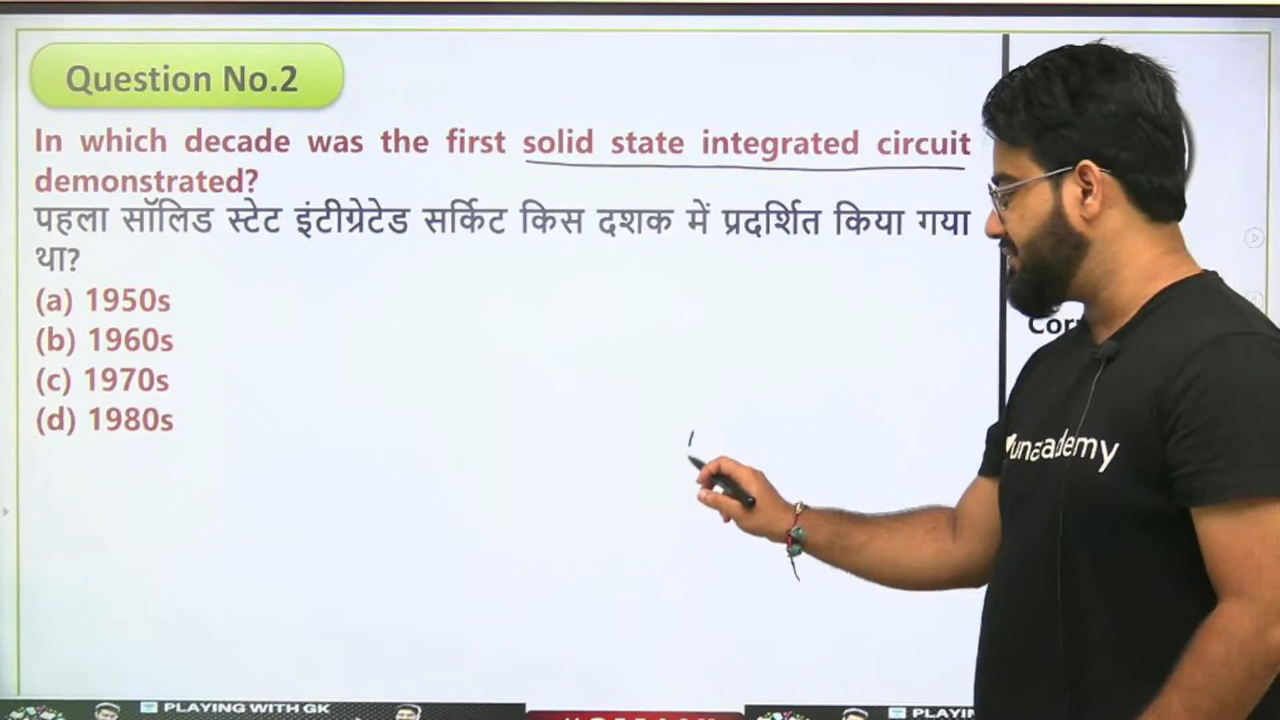 Question No.2
In which decade was the first solid state integrated circuit
demonstrated?
पहला सॉलिड स्टेट इंटीग्रेटेड सर्किट किस दशक में प्रदर्शित किया गया
था?
(a) 1950s
(b) 1960s
(c) 1970s
(d) 1980s
unacademy
PLAYING WITH GK